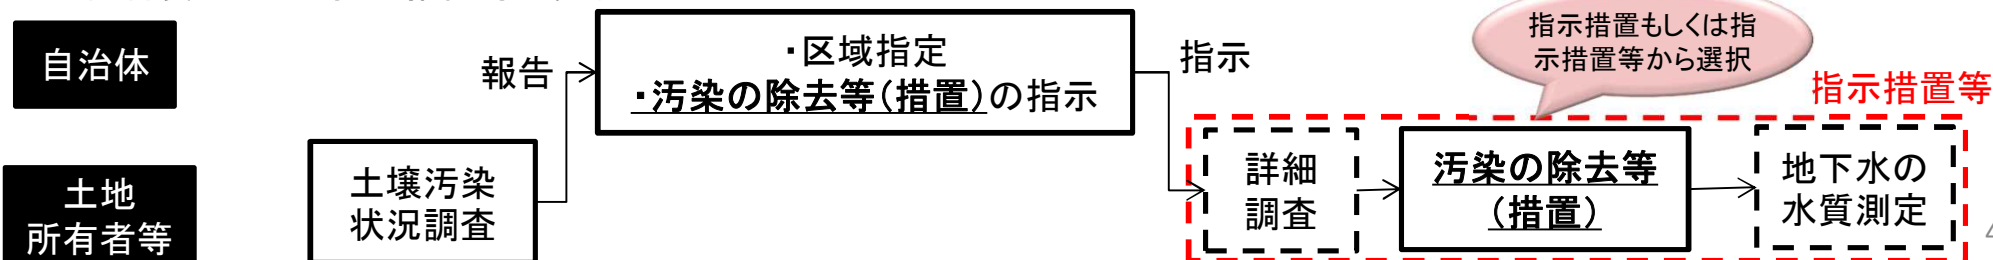 自治体
報告
・区域指定
・汚染の除去等(措置)の指示
指示
指示措置もしくは指
示措置等から選択
指示措置等
土地
所有者等
土壌汚染
状況調査
詳細
調査
汚染の除去等
(措置)
地下水の
水質測定